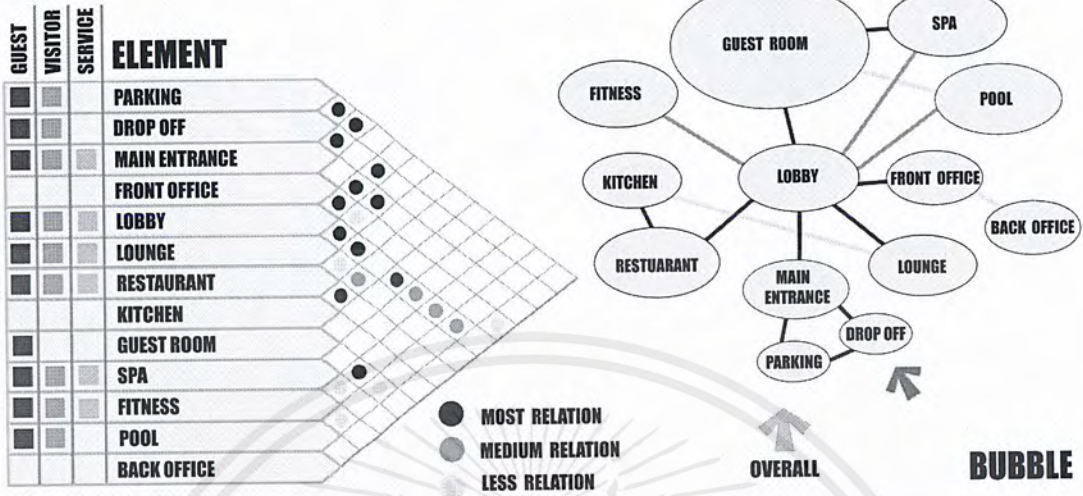 GUEST
VISITOR
SERVICE
ELEMENT
PARKING
DROP OFF
MAIN ENTRANCE
FRONT OFFICE
LOBBY
LOUNGE
RESTAURANT
KITCHEN
GUEST ROOM
SPA
FITNESS
POOL
BACK OFFICE
MOST RELATION
MEDIUM RELATION
LESS RELATION
GUEST ROOM
SPA
FITNESS
POOL
KITCHEN
LOBBY
FRONT OFFICE
BACK OFFICE
RESTUARANT
LOUNGE
MAIN
ENTRANCE
DROP OFF
PARKING
OVERALL
BUBBLE